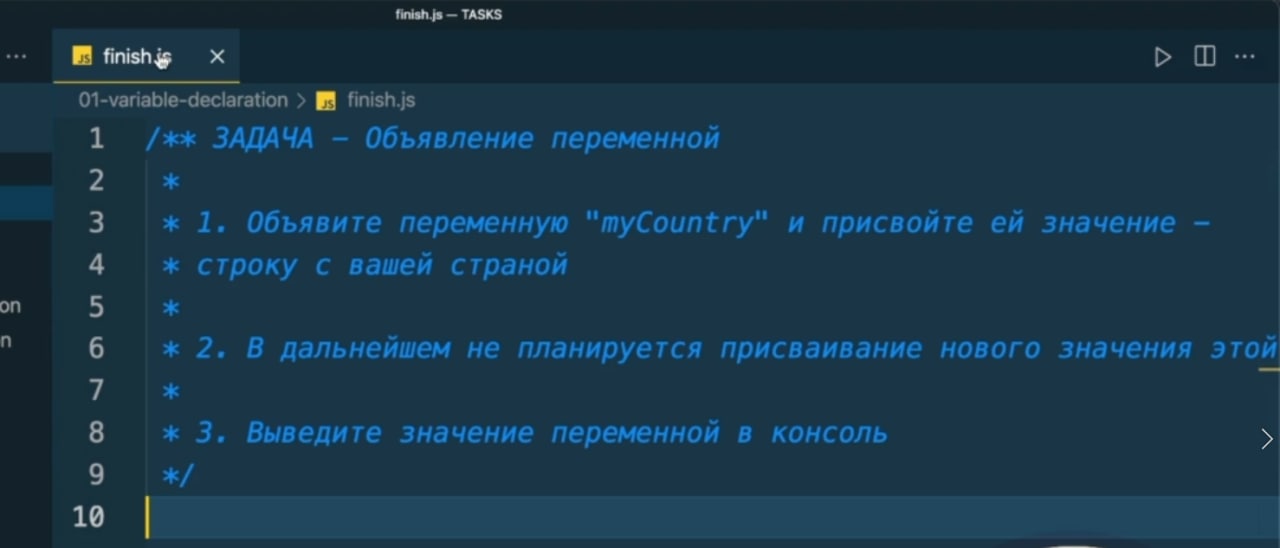 finish.js — TASKS
... JS finish.js × ...
01-variable-declaration > JS finish.js
1 /** ЗАДАЧА – Объявление переменной
2 *
3 * 1. Объявите переменную "myCountry" и присвойте ей значение –
4 * строку с вашей страной
on 5 *
n 6 * 2. В дальнейшем не планируется присваивание нового значения этой
7 *
8 * 3. Выведите значение переменной в консоль
9 */
10